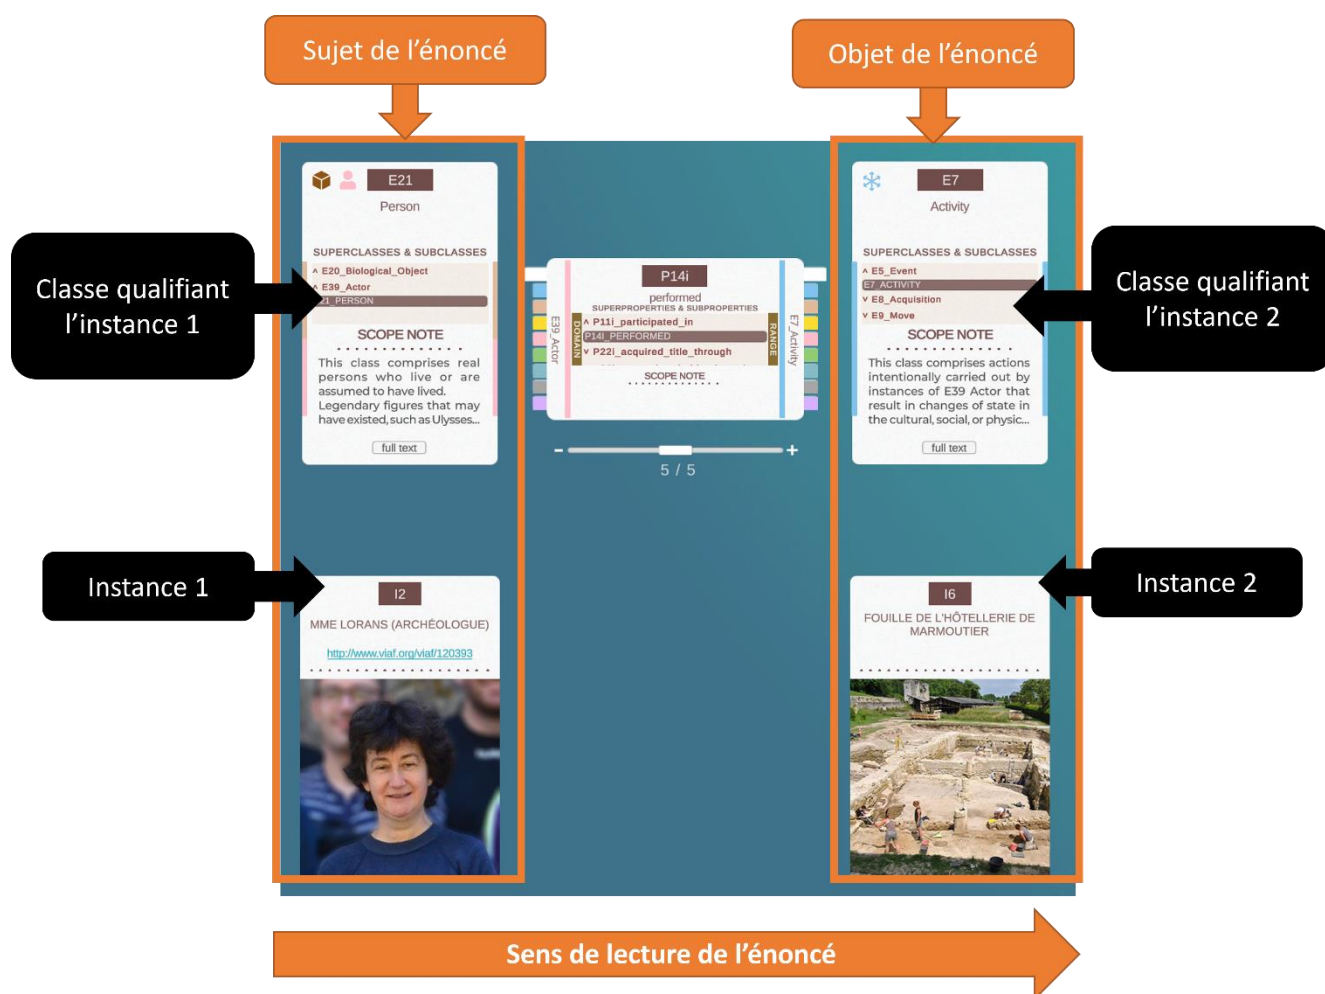 Sujet de l'énoncé
Objet de l'énoncé
E21
Person
SUPERCLASSES & SUBCLASSES
^ E20_Biological_Object
^ E39_Actor
21_PERSON
SCOPE NOTE
This class comprises real
persons who live or are
assumed to have lived.
Legendary figures that may
have existed, such as Ulysses...
full text
Classe qualifiant
l'instance 1
P14i
performed
SUPERPROPERTIES & SUBPROPERTIES
^ P11i_participated_in
P14I_PERFORMED
v P22i_acquired_title_through
SCOPE NOTE
E39_Actor
DOMAIN
RANGE
E7_Activity
- +
5 / 5
E7
Activity
SUPERCLASSES & SUBCLASSES
^ E5_Event
E7_ACTIVITY
v E8_Acquisition
v E9_Move
SCOPE NOTE
This class comprises actions
intentionally carried out by
instances of E39 Actor that
result in changes of state in
the cultural, social, or physic...
full text
Classe qualifiant
l'instance 2
Instance 1
I2
MME LORANS (ARCHÉOLOGUE)
http://www.viaf.org/viaf/120393
I6
FOUILLE DE L'HÔTELLERIE DE
MARMOUTIER
Instance 2
Sens de lecture de l'énoncé